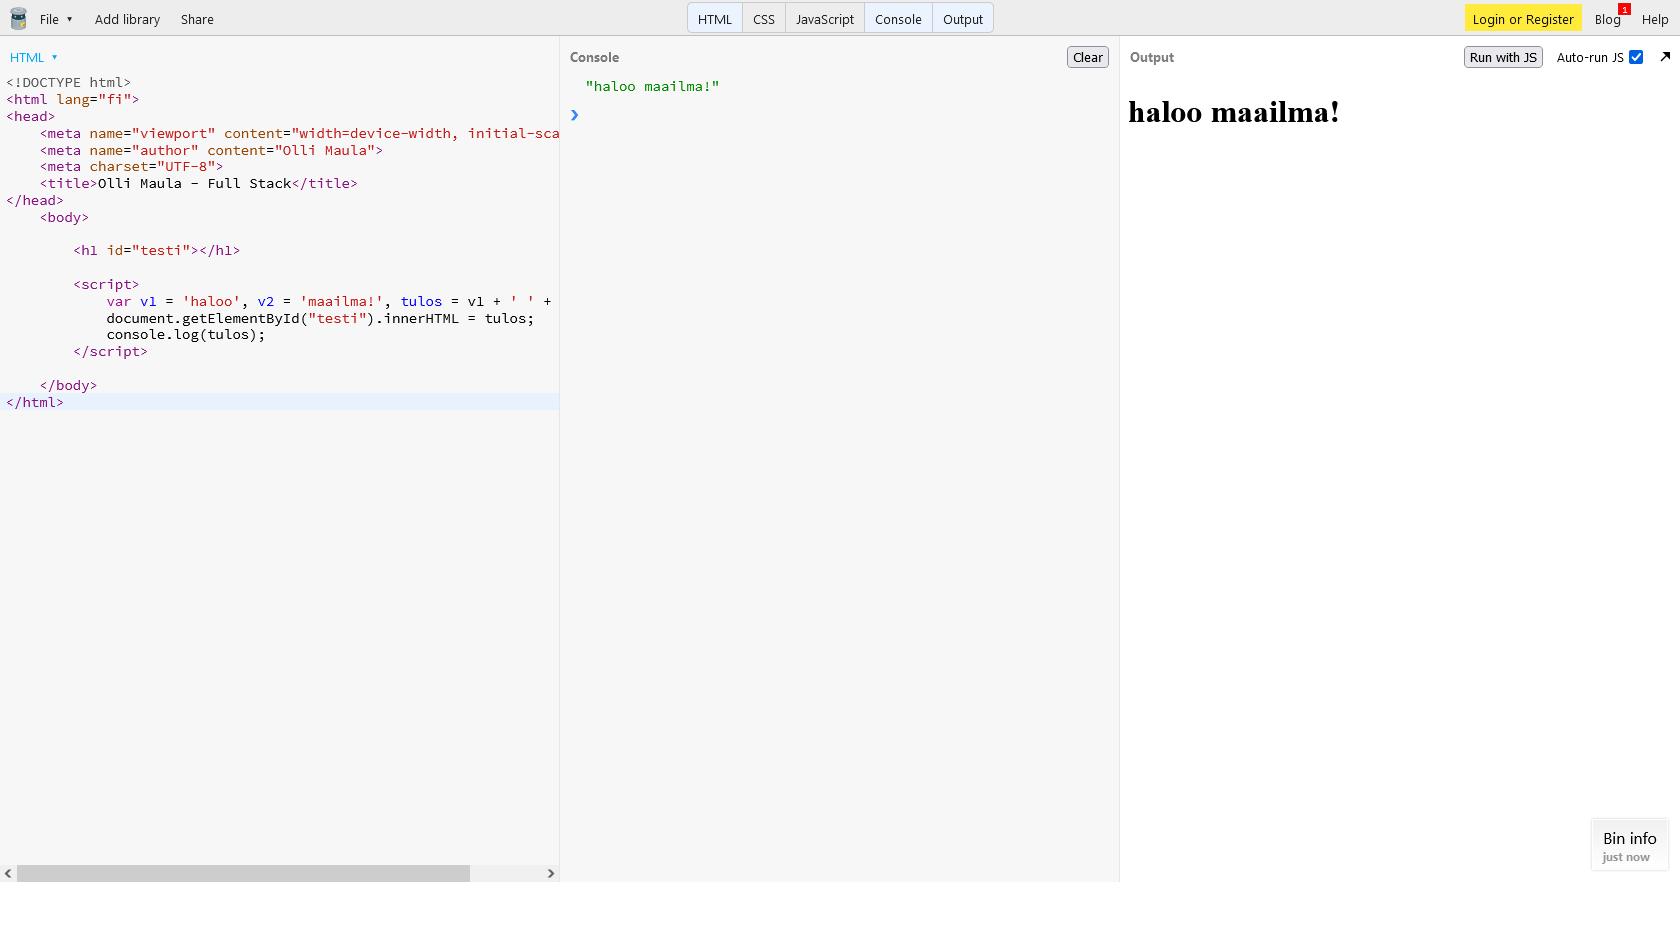 File ▼ Add library Share HTML CSS JavaScript Console Output Login or Register Blog 1 Help
HTML ▼
<!DOCTYPE html>
<html lang="fi">
<head>
    <meta name="viewport" content="width=device-width, initial-sca
    <meta name="author" content="Olli Maula">
    <meta charset="UTF-8">
    <title>Olli Maula - Full Stack</title>
</head>
    <body>
        <h1 id="testi"></h1>
        <script>
            var v1 = 'haloo', v2 = 'maailma!', tulos = v1 + ' ' +
            document.getElementById("testi").innerHTML = tulos;
            console.log(tulos);
        </script>
    </body>
</html>
Console Clear
"haloo maailma!"
Output Run with JS Auto-run JS
haloo maailma!
Bin info
just now